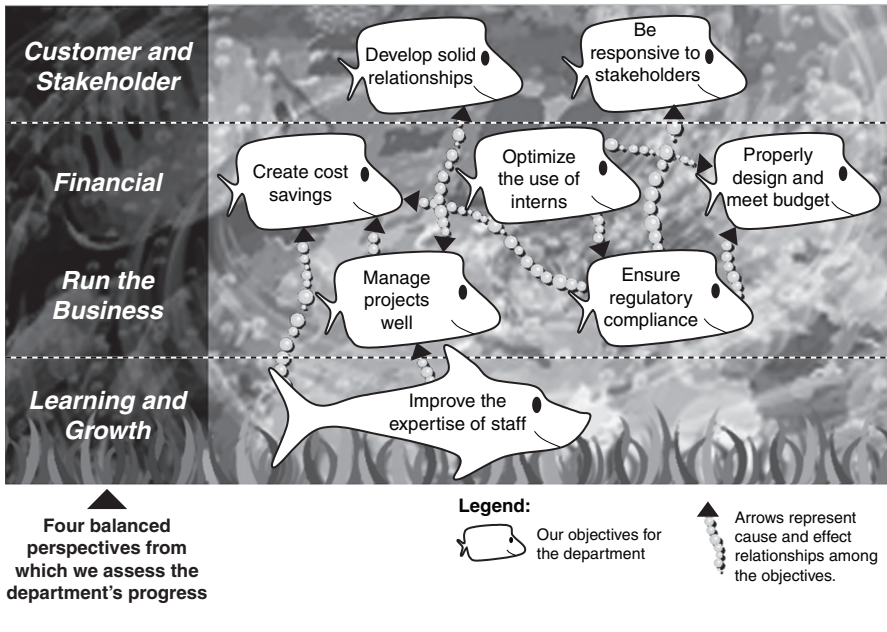 Customer and
Stakeholder
Develop solid
relationships
Be
responsive to
stakeholders
Financial
Create cost
savings
Optimize
the use of
interns
Properly
design and
meet budget
Run the
Business
Manage
projects
well
Ensure
regulatory
compliance
Learning and
Growth
Improve the
expertise of staff
Four balanced
perspectives from
which we assess the
department's progress
Legend:
Our objectives for
the department
Arrows represent
cause and effect
relationships among
the objectives.